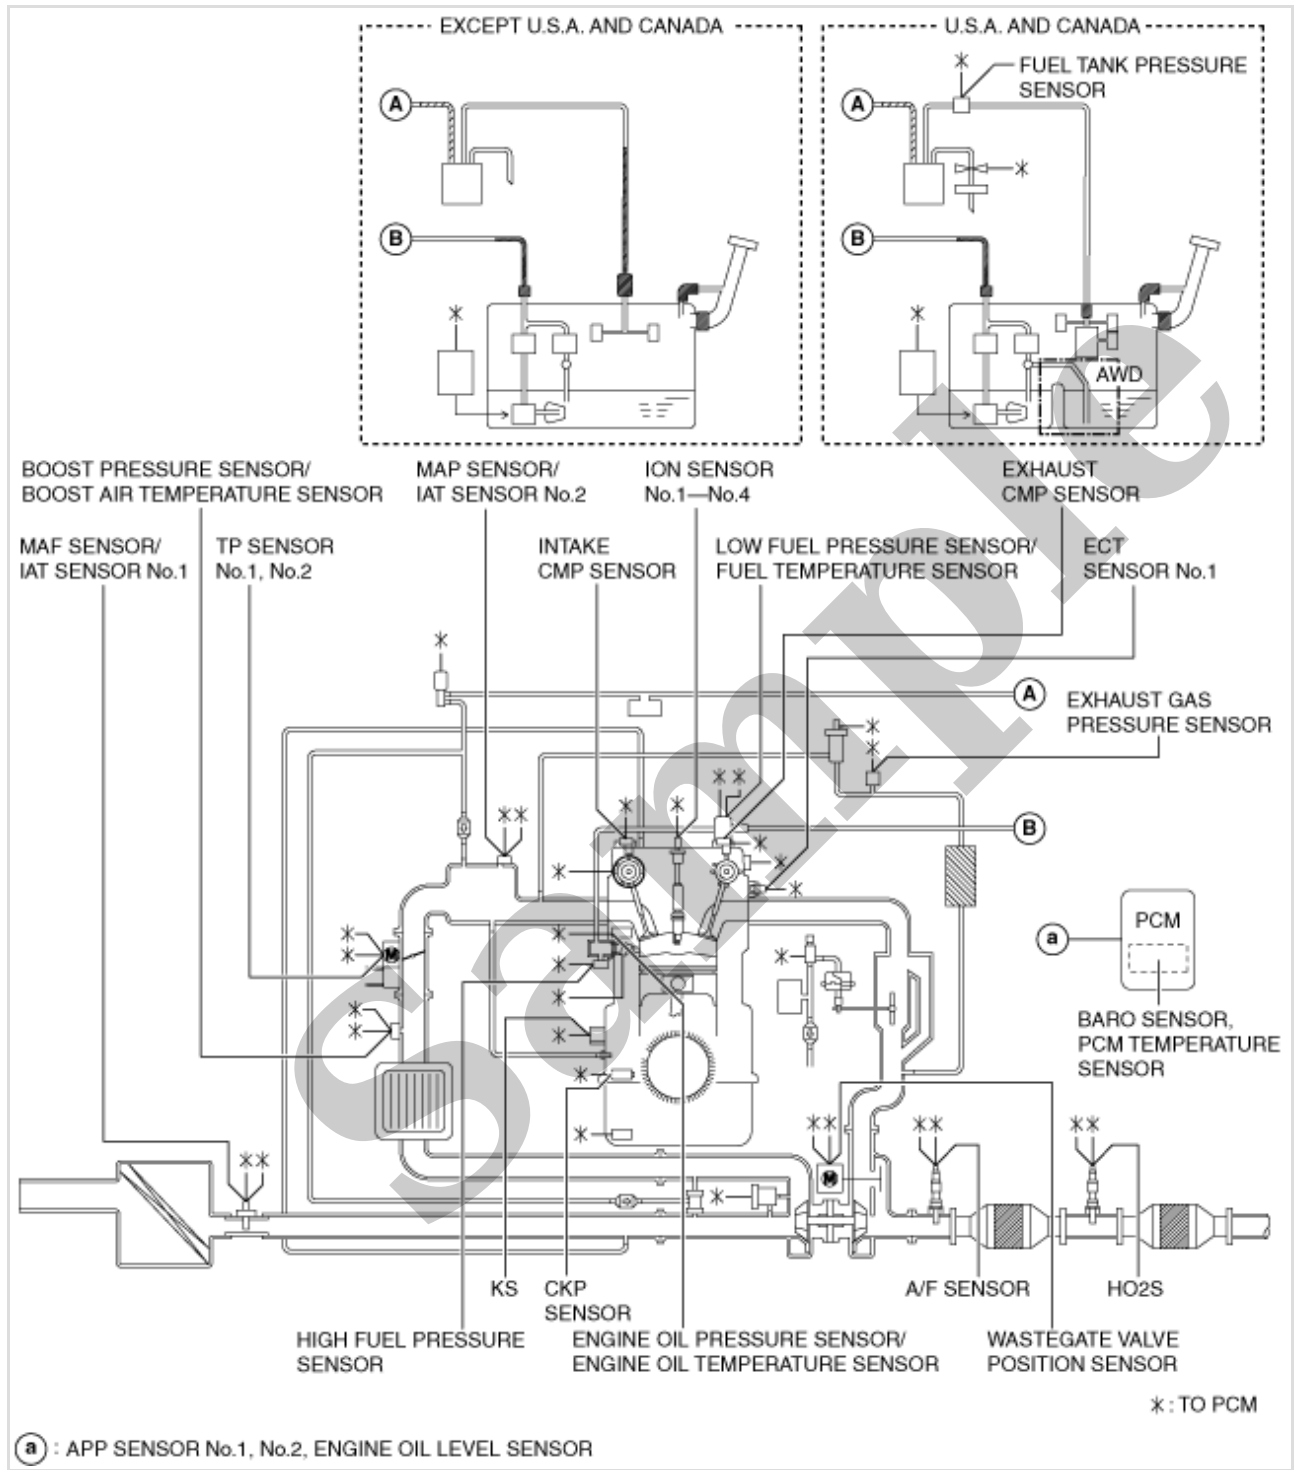 EXCEPT U.S.A. AND CANADA
A
B
U.S.A. AND CANADA
FUEL TANK PRESSURE
SENSOR
A
B
AWD
BOOST PRESSURE SENSOR/
BOOST AIR TEMPERATURE SENSOR
MAP SENSOR/
IAT SENSOR No.2
ION SENSOR
No.1—No.4
EXHAUST
CMP SENSOR
MAF SENSOR/
IAT SENSOR No.1
TP SENSOR
No.1, No.2
INTAKE
CMP SENSOR
LOW FUEL PRESSURE SENSOR/
FUEL TEMPERATURE SENSOR
ECT
SENSOR No.1
A
EXHAUST GAS
PRESSURE SENSOR
B
M
a
PCM
BARO SENSOR,
PCM TEMPERATURE
SENSOR
M
KS
CKP
SENSOR
A/F SENSOR
HO2S
HIGH FUEL PRESSURE
SENSOR
ENGINE OIL PRESSURE SENSOR/
ENGINE OIL TEMPERATURE SENSOR
WASTEGATE VALVE
POSITION SENSOR
* : TO PCM
a : APP SENSOR No.1, No.2, ENGINE OIL LEVEL SENSOR
Sample